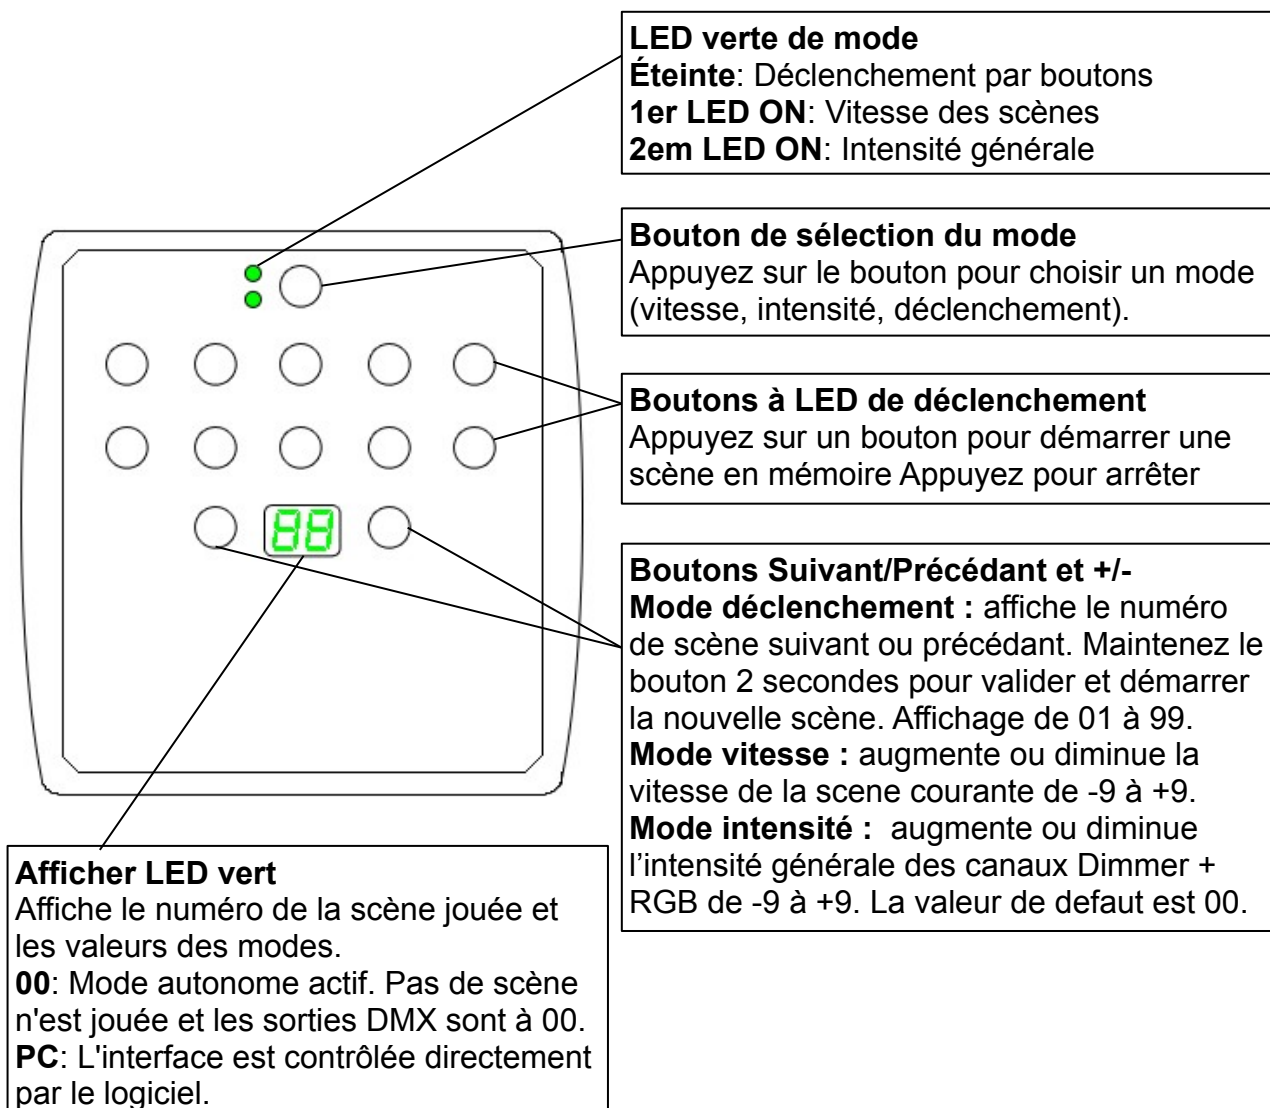 LED verte de mode
Éteinte: Déclenchement par boutons
1er LED ON: Vitesse des scènes
2em LED ON: Intensité générale
Bouton de sélection du mode
Appuyez sur le bouton pour choisir un mode
(vitesse, intensité, déclenchement).
Boutons à LED de déclenchement
Appuyez sur un bouton pour démarrer une
scène en mémoire Appuyez pour arrêter
88
Boutons Suivant/Précédant et +/-
Mode déclenchement : affiche le numéro
de scène suivant ou précédant. Maintenez le
bouton 2 secondes pour valider et démarrer
la nouvelle scène. Affichage de 01 à 99.
Mode vitesse : augmente ou diminue la
vitesse de la scene courante de -9 à +9.
Mode intensité :  augmente ou diminue
l’intensité générale des canaux Dimmer +
RGB de -9 à +9. La valeur de defaut est 00.
Afficher LED vert
Affiche le numéro de la scène jouée et
les valeurs des modes.
00: Mode autonome actif. Pas de scène
n'est jouée et les sorties DMX sont à 00.
PC: L'interface est contrôlée directement
par le logiciel.